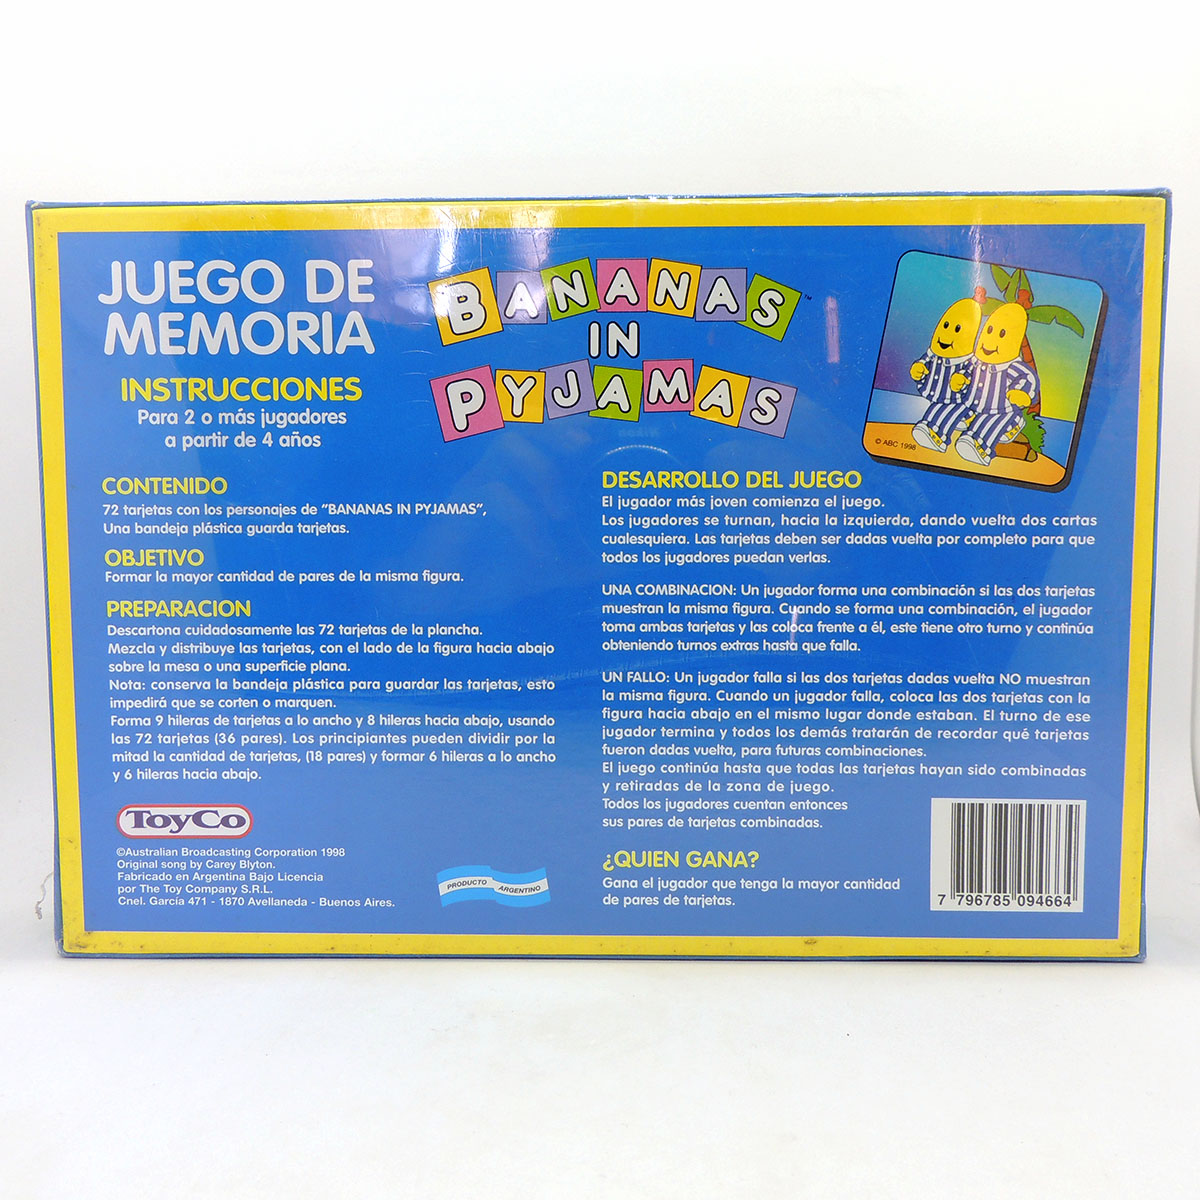 JUEGO DE
MEMORIA
INSTRUCCIONES
Para 2 o más jugadores
a partir de 4 años
BANANAS™
IN
PYJAMAS
© ABC 1998
CONTENIDO
72 tarjetas con los personajes de "BANANAS IN PYJAMAS",
Una bandeja plástica guarda tarjetas.
OBJETIVO
Formar la mayor cantidad de pares de la misma figura.
PREPARACION
Descartona cuidadosamente las 72 tarjetas de la plancha.
Mezcla y distribuye las tarjetas, con el lado de la figura hacia abajo
sobre la mesa o una superficie plana.
Nota: conserva la bandeja plástica para guardar las tarjetas, esto
impedirá que se corten o marquen.
Forma 9 hileras de tarjetas a lo ancho y 8 hileras hacia abajo, usando
las 72 tarjetas (36 pares). Los principiantes pueden dividir por la
mitad la cantidad de tarjetas, (18 pares) y formar 6 hileras a lo ancho
y 6 hileras hacia abajo.
ToyCo
©Australian Broadcasting Corporation 1998
Original song by Carey Blyton.
Fabricado en Argentina Bajo Licencia
por The Toy Company S.R.L.
Cnel. García 471 - 1870 Avellaneda - Buenos Aires.
PRODUCTO ARGENTINO
DESARROLLO DEL JUEGO
El jugador más joven comienza el juego.
Los jugadores se turnan, hacia la izquierda, dando vuelta dos cartas
cualesquiera. Las tarjetas deben ser dadas vuelta por completo para que
todos los jugadores puedan verlas.
UNA COMBINACION: Un jugador forma una combinación si las dos tarjetas
muestran la misma figura. Cuando se forma una combinación, el jugador
toma ambas tarjetas y las coloca frente a él, este tiene otro turno y continúa
obteniendo turnos extras hasta que falla.
UN FALLO: Un jugador falla si las dos tarjetas dadas vuelta NO muestran
la misma figura. Cuando un jugador falla, coloca las dos tarjetas con la
figura hacia abajo en el mismo lugar donde estaban. El turno de ese
jugador termina y todos los demás tratarán de recordar qué tarjetas
fueron dadas vuelta, para futuras combinaciones.
El juego continúa hasta que todas las tarjetas hayan sido combinadas
y retiradas de la zona de juego.
Todos los jugadores cuentan entonces
sus pares de tarjetas combinadas.
¿QUIEN GANA?
Gana el jugador que tenga la mayor cantidad
de pares de tarjetas.
7 796785 094664